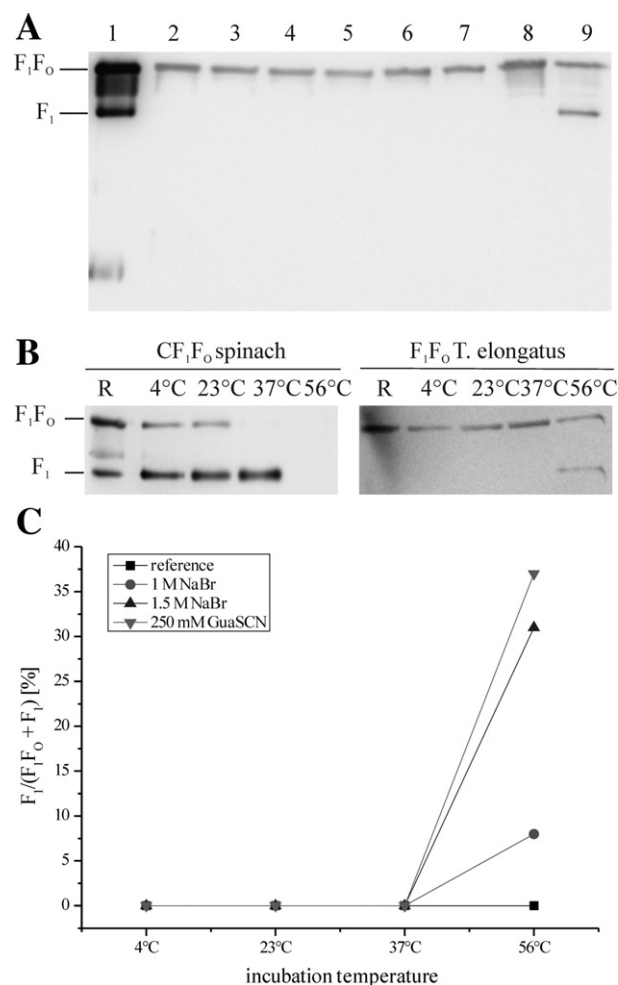 A
1 2 3 4 5 6 7 8 9
F₁Fₒ
F₁
B
CF₁Fₒ spinach
F₁Fₒ T. elongatus
R 4°C 23°C 37°C 56°C
R 4°C 23°C 37°C 56°C
F₁Fₒ
F₁
C
reference
1 M NaBr
1.5 M NaBr
250 mM GuaSCN
F₁/(F₁Fₒ + F₁) [%]
40
35
30
25
20
15
10
5
0
4°C 23°C 37°C 56°C
incubation temperature